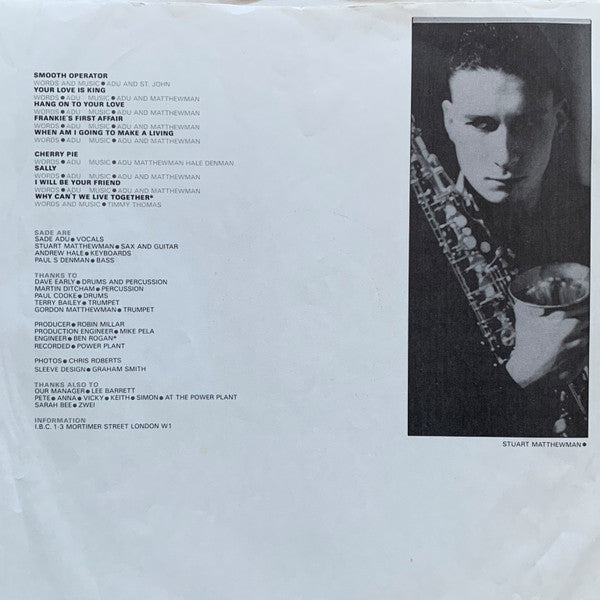 SMOOTH OPERATOR
WORDS AND MUSIC●ADU AND ST. JOHN
YOUR LOVE IS KING
WORDS●ADU MUSIC●ADU AND MATTHEWMAN
HANG ON TO YOUR LOVE
WORDS●ADU MUSIC●ADU AND MATTHEWMAN
FRANKIE'S FIRST AFFAIR
WORDS●ADU MUSIC●ADU AND MATTHEWMAN
WHEN AM I GOING TO MAKE A LIVING
WORDS●ADU MUSIC●ADU AND MATTHEWMAN
CHERRY PIE
WORDS●ADU MUSIC●ADU MATTHEWMAN HALE DENMAN
SALLY
WORDS●ADU MUSIC●ADU AND MATTHEWMAN
I WILL BE YOUR FRIEND
WORDS●ADU MUSIC●ADU AND MATTHEWMAN
WHY CAN'T WE LIVE TOGETHER*
WORDS AND MUSIC●TIMMY THOMAS
SADE ARE
SADE ADU●VOCALS
STUART MATTHEWMAN●SAX AND GUITAR
ANDREW HALE●KEYBOARDS
PAUL S DENMAN●BASS
THANKS TO
DAVE EARLY●DRUMS AND PERCUSSION
MARTIN DITCHAM●PERCUSSION
PAUL COOKE●DRUMS
TERRY BAILEY●TRUMPET
GORDON MATTHEWMAN●TRUMPET
PRODUCER●ROBIN MILLAR
PRODUCTION ENGINEER●MIKE PELA
ENGINEER●BEN ROGAN*
RECORDED●POWER PLANT
PHOTOS●CHRIS ROBERTS
SLEEVE DESIGN●GRAHAM SMITH
THANKS ALSO TO
OUR MANAGER●LEE BARRETT
PETE●ANNA●VICKY●KEITH●SIMON●AT THE POWER PLANT
SARAH BEE●ZWEI
INFORMATION
I.B.C. 1-3 MORTIMER STREET LONDON W1
STUART MATTHEWMAN●